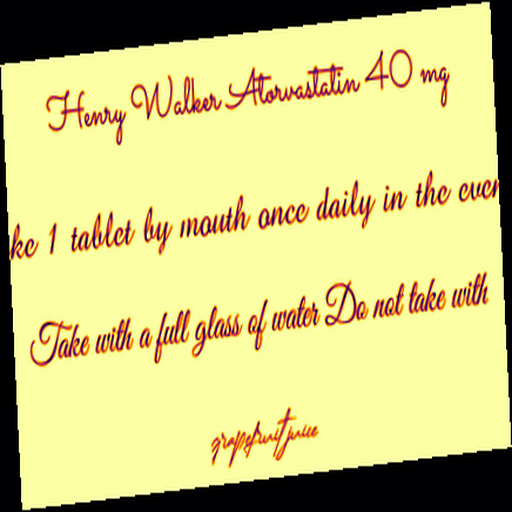 Henry Walker Atorvastatin 40 mg
ke 1 tablet by mouth once daily in the even
Take with a full glass of water Do not take with
grapefruit juice